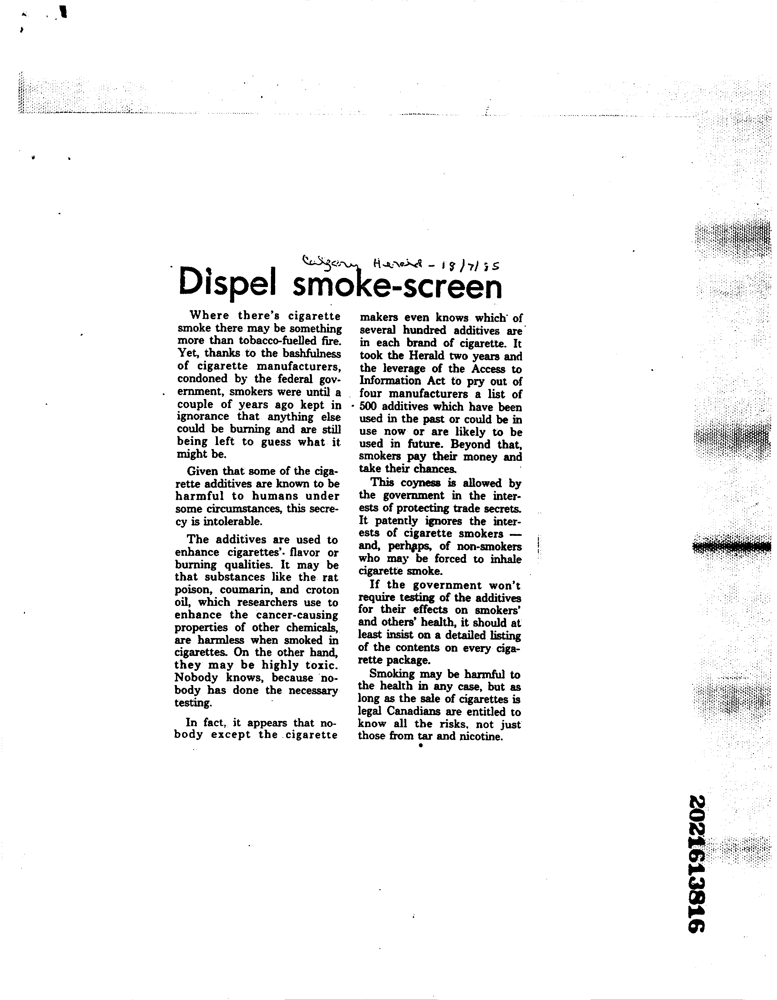 Calgary Herald - 18/7/85
Dispel smoke-screen
Where there's cigarette
smoke there may be something
more than tobacco-fuelled fire.
Yet, thanks to the bashfulness
of cigarette manufacturers,
condoned by the federal gov-
ernment, smokers were until a
couple of years ago kept in
ignorance that anything else
could be burning and are still
being left to guess what it
might be.
Given that some of the ciga-
rette additives are known to be
harmful to humans under
some circumstances, this secre-
cy is intolerable.
The additives are used to
enhance cigarettes' flavor or
burning qualities. It may be
that substances like the rat
poison, coumarin, and croton
oil, which researchers use to
enhance the cancer-causing
properties of other chemicals,
are harmless when smoked in
cigarettes. On the other hand,
they may be highly toxic.
Nobody knows, because no-
body has done the necessary
testing.
In fact, it appears that no-
body except the cigarette
makers even knows which of
several hundred additives are
in each brand of cigarette. It
took the Herald two years and
the leverage of the Access to
Information Act to pry out of
four manufacturers a list of
500 additives which have been
used in the past or could be in
use now or are likely to be
used in future. Beyond that,
smokers pay their money and
take their chances.
This coyness is allowed by
the government in the inter-
ests of protecting trade secrets.
It patently ignores the inter-
ests of cigarette smokers —
and, perhaps, of non-smokers
who may be forced to inhale
cigarette smoke.
If the government won't
require testing of the additives
for their effects on smokers'
and others' health, it should at
least insist on a detailed listing
of the contents on every ciga-
rette package.
Smoking may be harmful to
the health in any case, but as
long as the sale of cigarettes is
legal Canadians are entitled to
know all the risks, not just
those from tar and nicotine.
2021613816